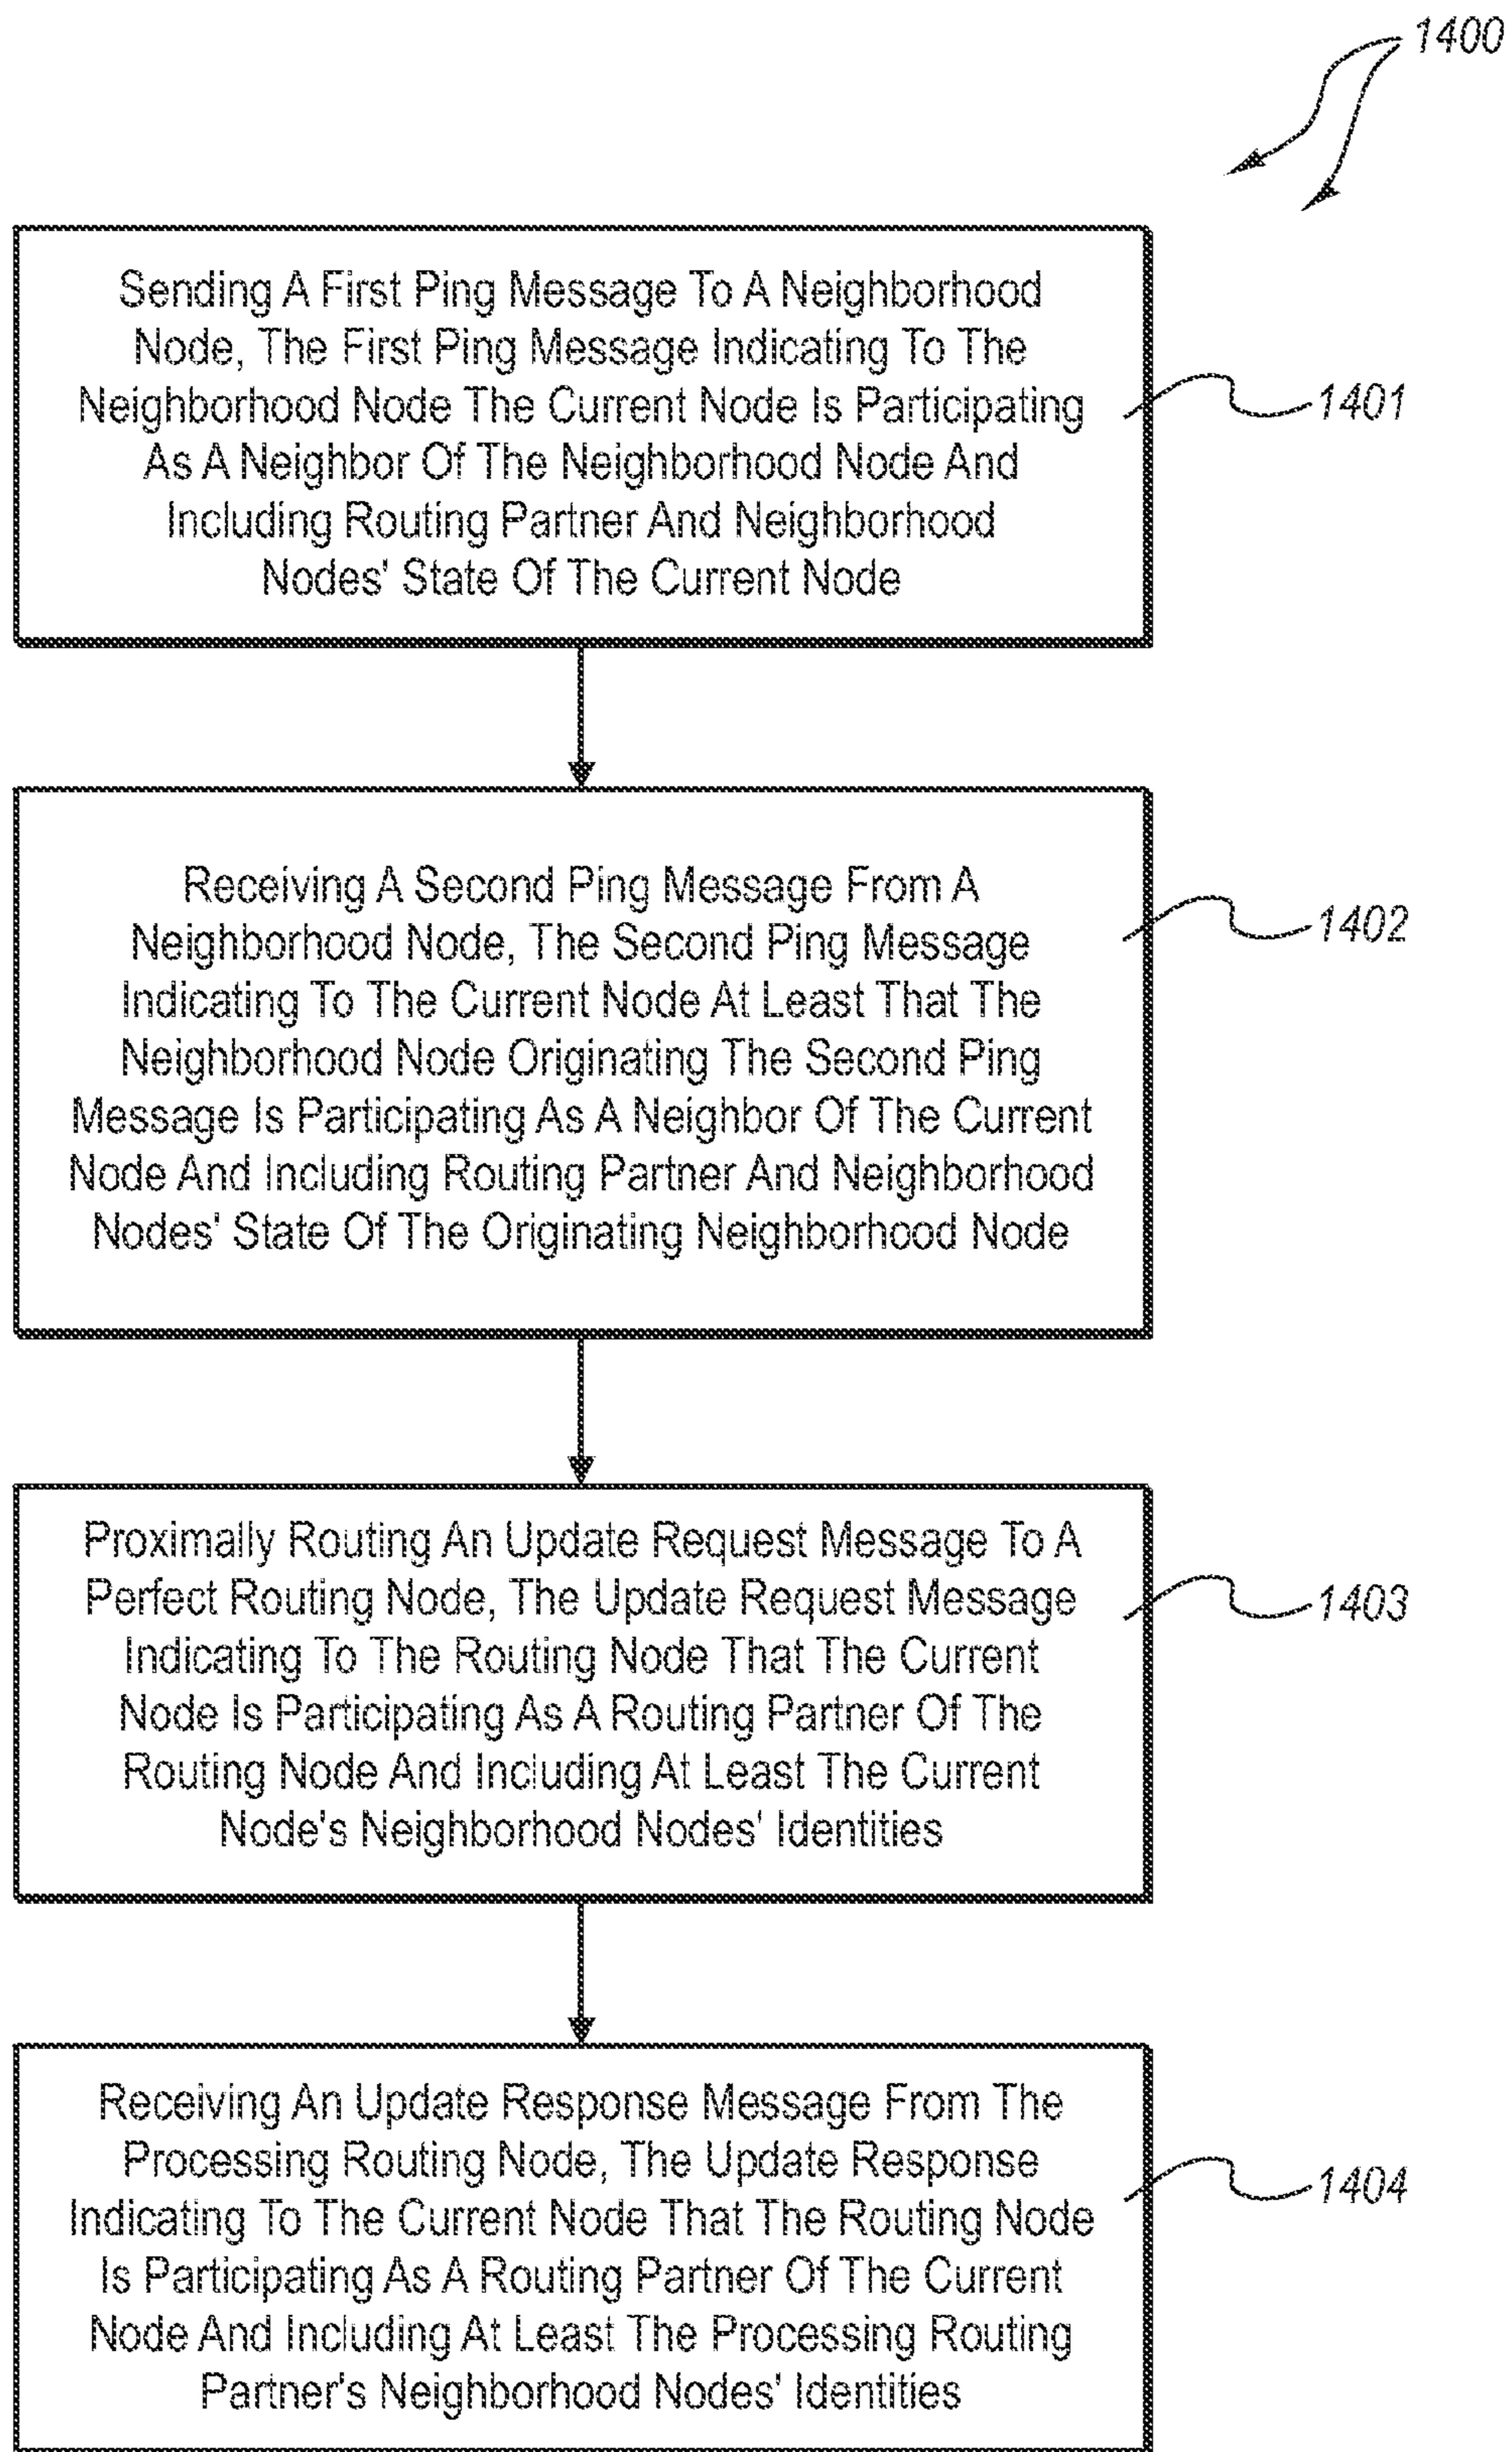 1400
Sending A First Ping Message To A Neighborhood
Node, The First Ping Message Indicating To The
Neighborhood Node The Current Node Is Participating
As A Neighbor Of The Neighborhood Node And
Including Routing Partner And Neighborhood
Nodes' State Of The Current Node
1401
Receiving A Second Ping Message From A
Neighborhood Node, The Second Ping Message
Indicating To The Current Node At Least That The
Neighborhood Node Originating The Second Ping
Message Is Participating As A Neighbor Of The Current
Node And Including Routing Partner And Neighborhood
Nodes' State Of The Originating Neighborhood Node
1402
Proximally Routing An Update Request Message To A
Perfect Routing Node, The Update Request Message
Indicating To The Routing Node That The Current
Node Is Participating As A Routing Partner Of The
Routing Node And Including At Least The Current
Node's Neighborhood Nodes' Identities
1403
Receiving An Update Response Message From The
Processing Routing Node, The Update Response
Indicating To The Current Node That The Routing Node
Is Participating As A Routing Partner Of The Current
Node And Including At Least The Processing Routing
Partner's Neighborhood Nodes' Identities
1404